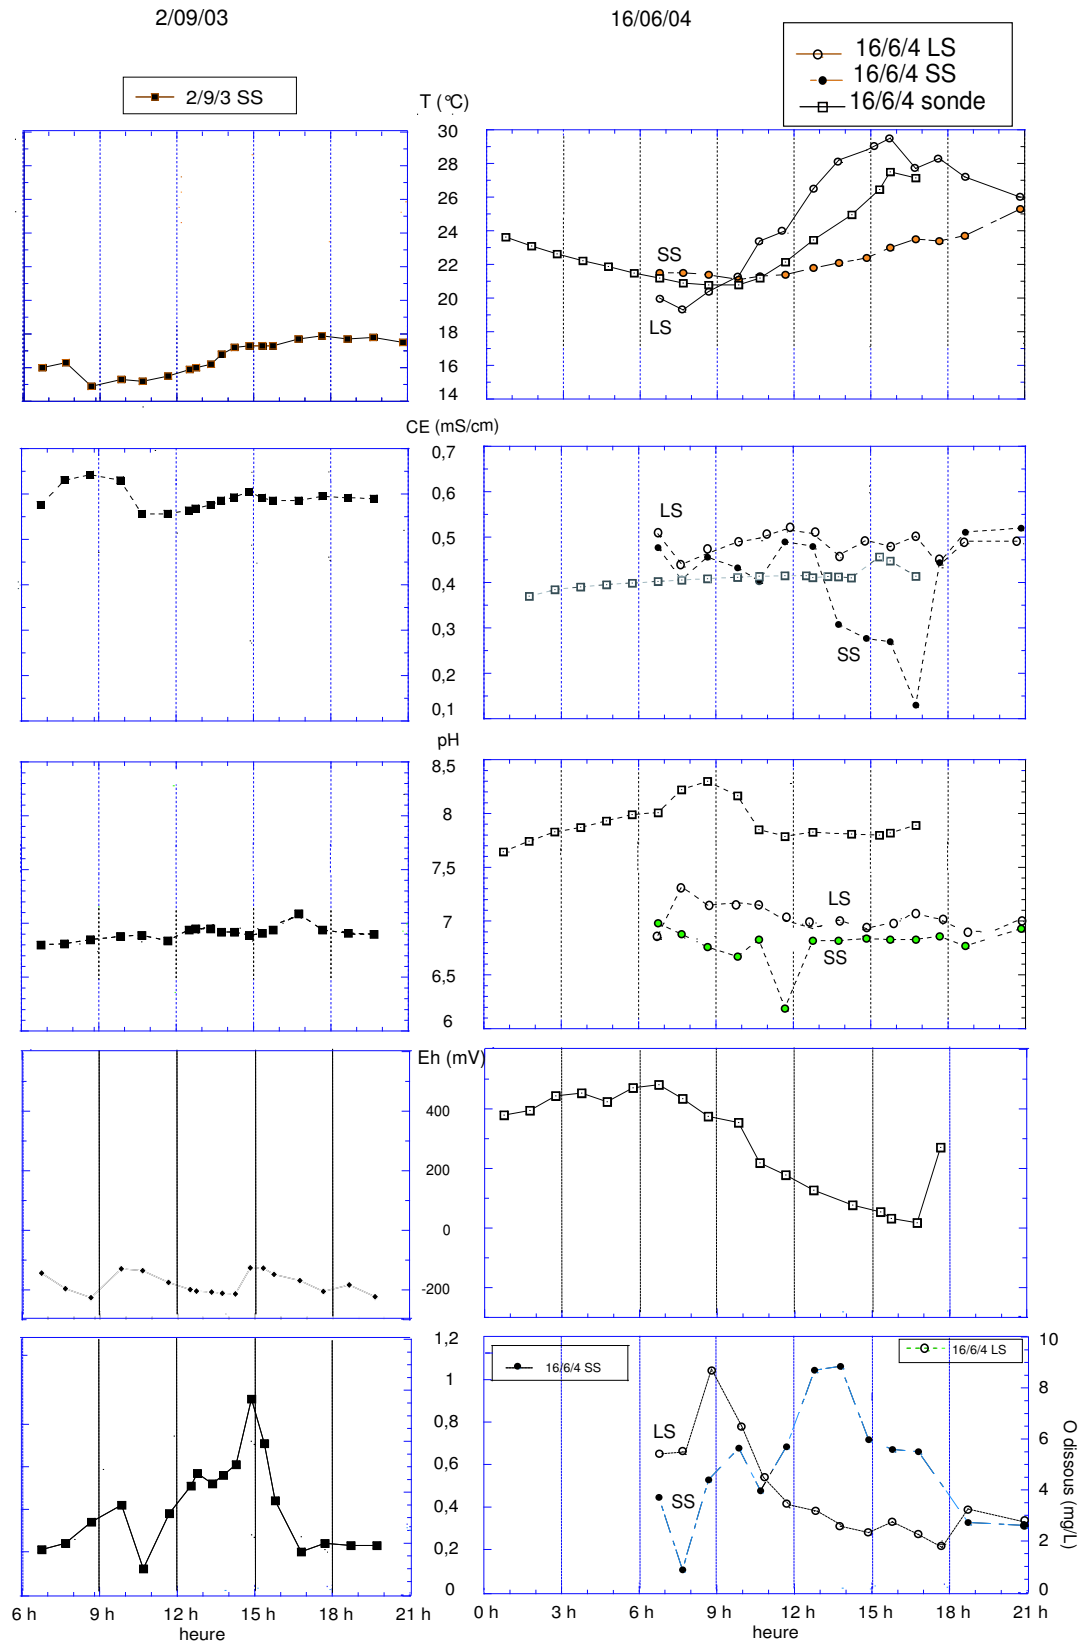 2/09/03
16/06/04
2/9/3 SS
16/6/4 LS
16/6/4 SS
16/6/4 sonde
T (°C)
30
28
26
24
22
20
18
16
14
SS
LS
CE (mS/cm)
0,7
0,6
0,5
0,4
0,3
0,2
0,1
LS
SS
pH
8,5
8
7,5
7
6,5
6
LS
SS
Eh (mV)
400
200
0
-200
1,2
1
0,8
0,6
0,4
0,2
0
16/6/4 SS
16/6/4 LS
LS
SS
10
8
6
4
2
0
O dissous (mg/L)
6 h 9 h 12 h 15 h 18 h 21 h
heure
0 h 3 h 6 h 9 h 12 h 15 h 18 h 21 h
heure